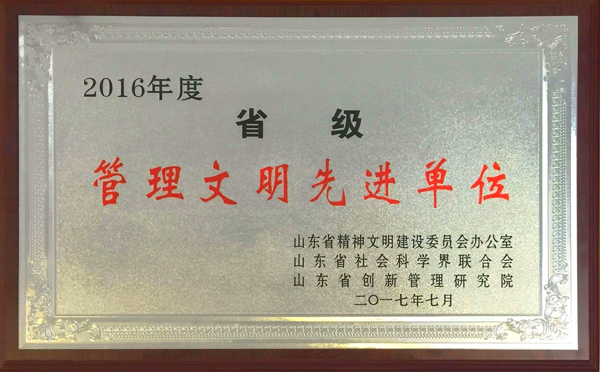 2016年度
省 级
管理文明先进单位
山东省精神文明建设委员会办公室
山东省社会科学界联合会
山东省创新管理研究院
二〇一七年七月